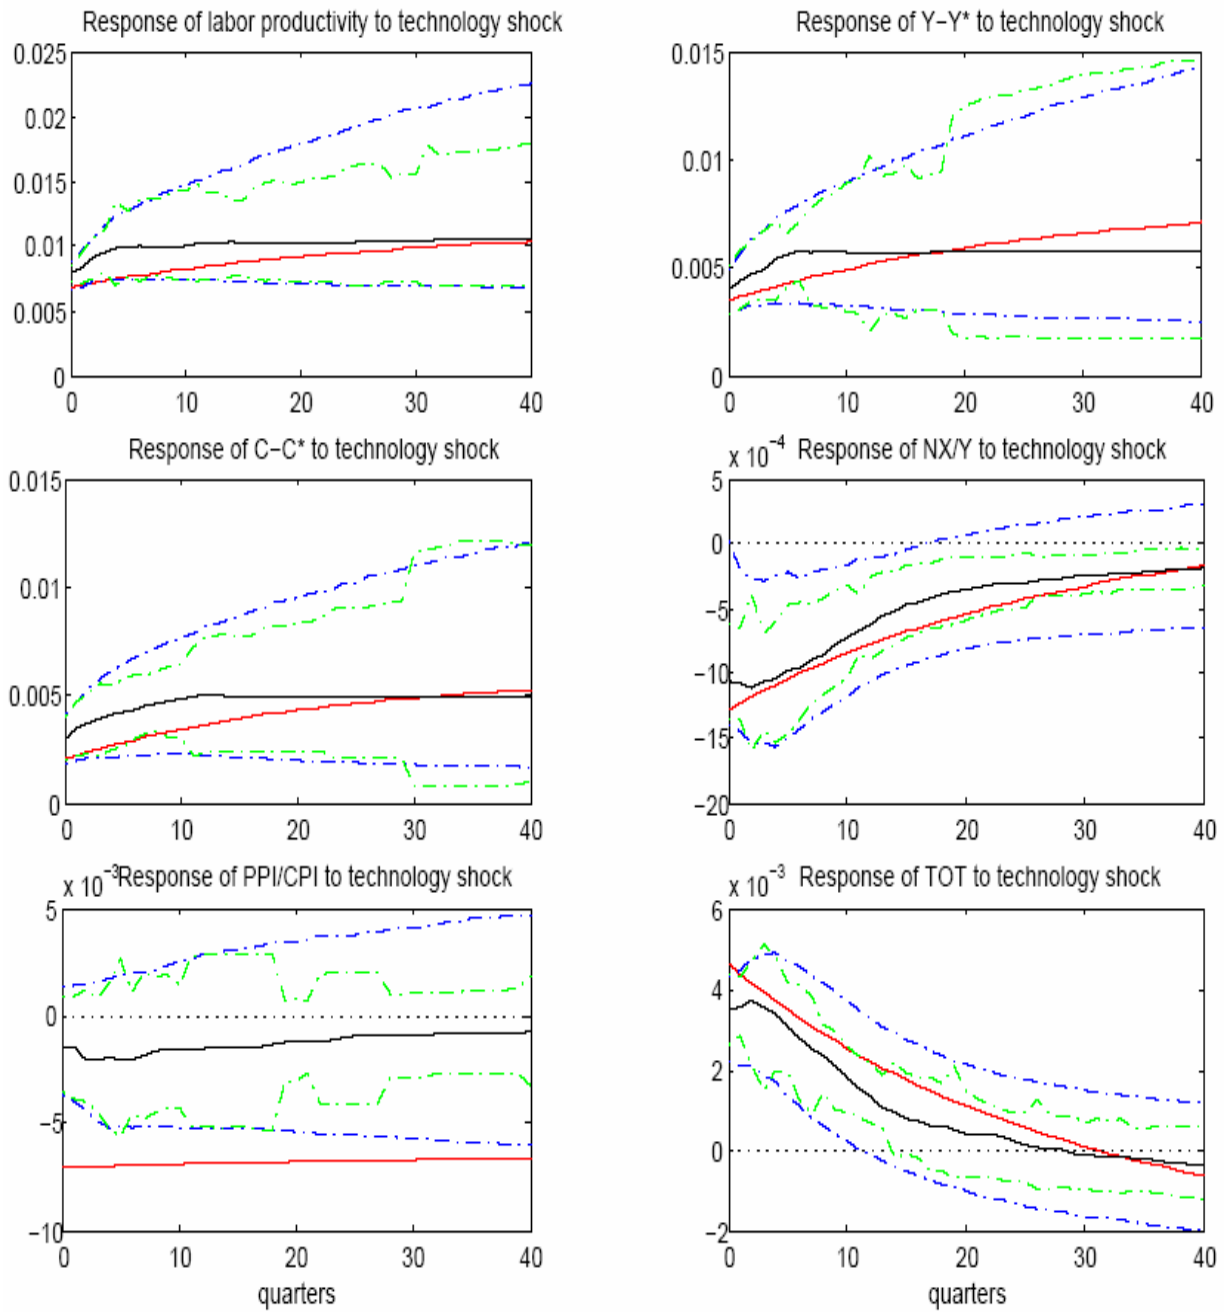 Response of labor productivity to technology shock
0.025
0.02
0.015
0.01
0.005
0
0 10 20 30 40
Response of Y−Y* to technology shock
0.015
0.01
0.005
0
0 10 20 30 40
Response of C−C* to technology shock
0.015
0.01
0.005
0
0 10 20 30 40
x 10⁻⁴ Response of NX/Y to technology shock
5
0
−5
−10
−15
−20
0 10 20 30 40
x 10⁻³ Response of PPI/CPI to technology shock
5
0
−5
−10
0 10 20 30 40
quarters
x 10⁻³ Response of TOT to technology shock
6
4
2
0
−2
0 10 20 30 40
quarters